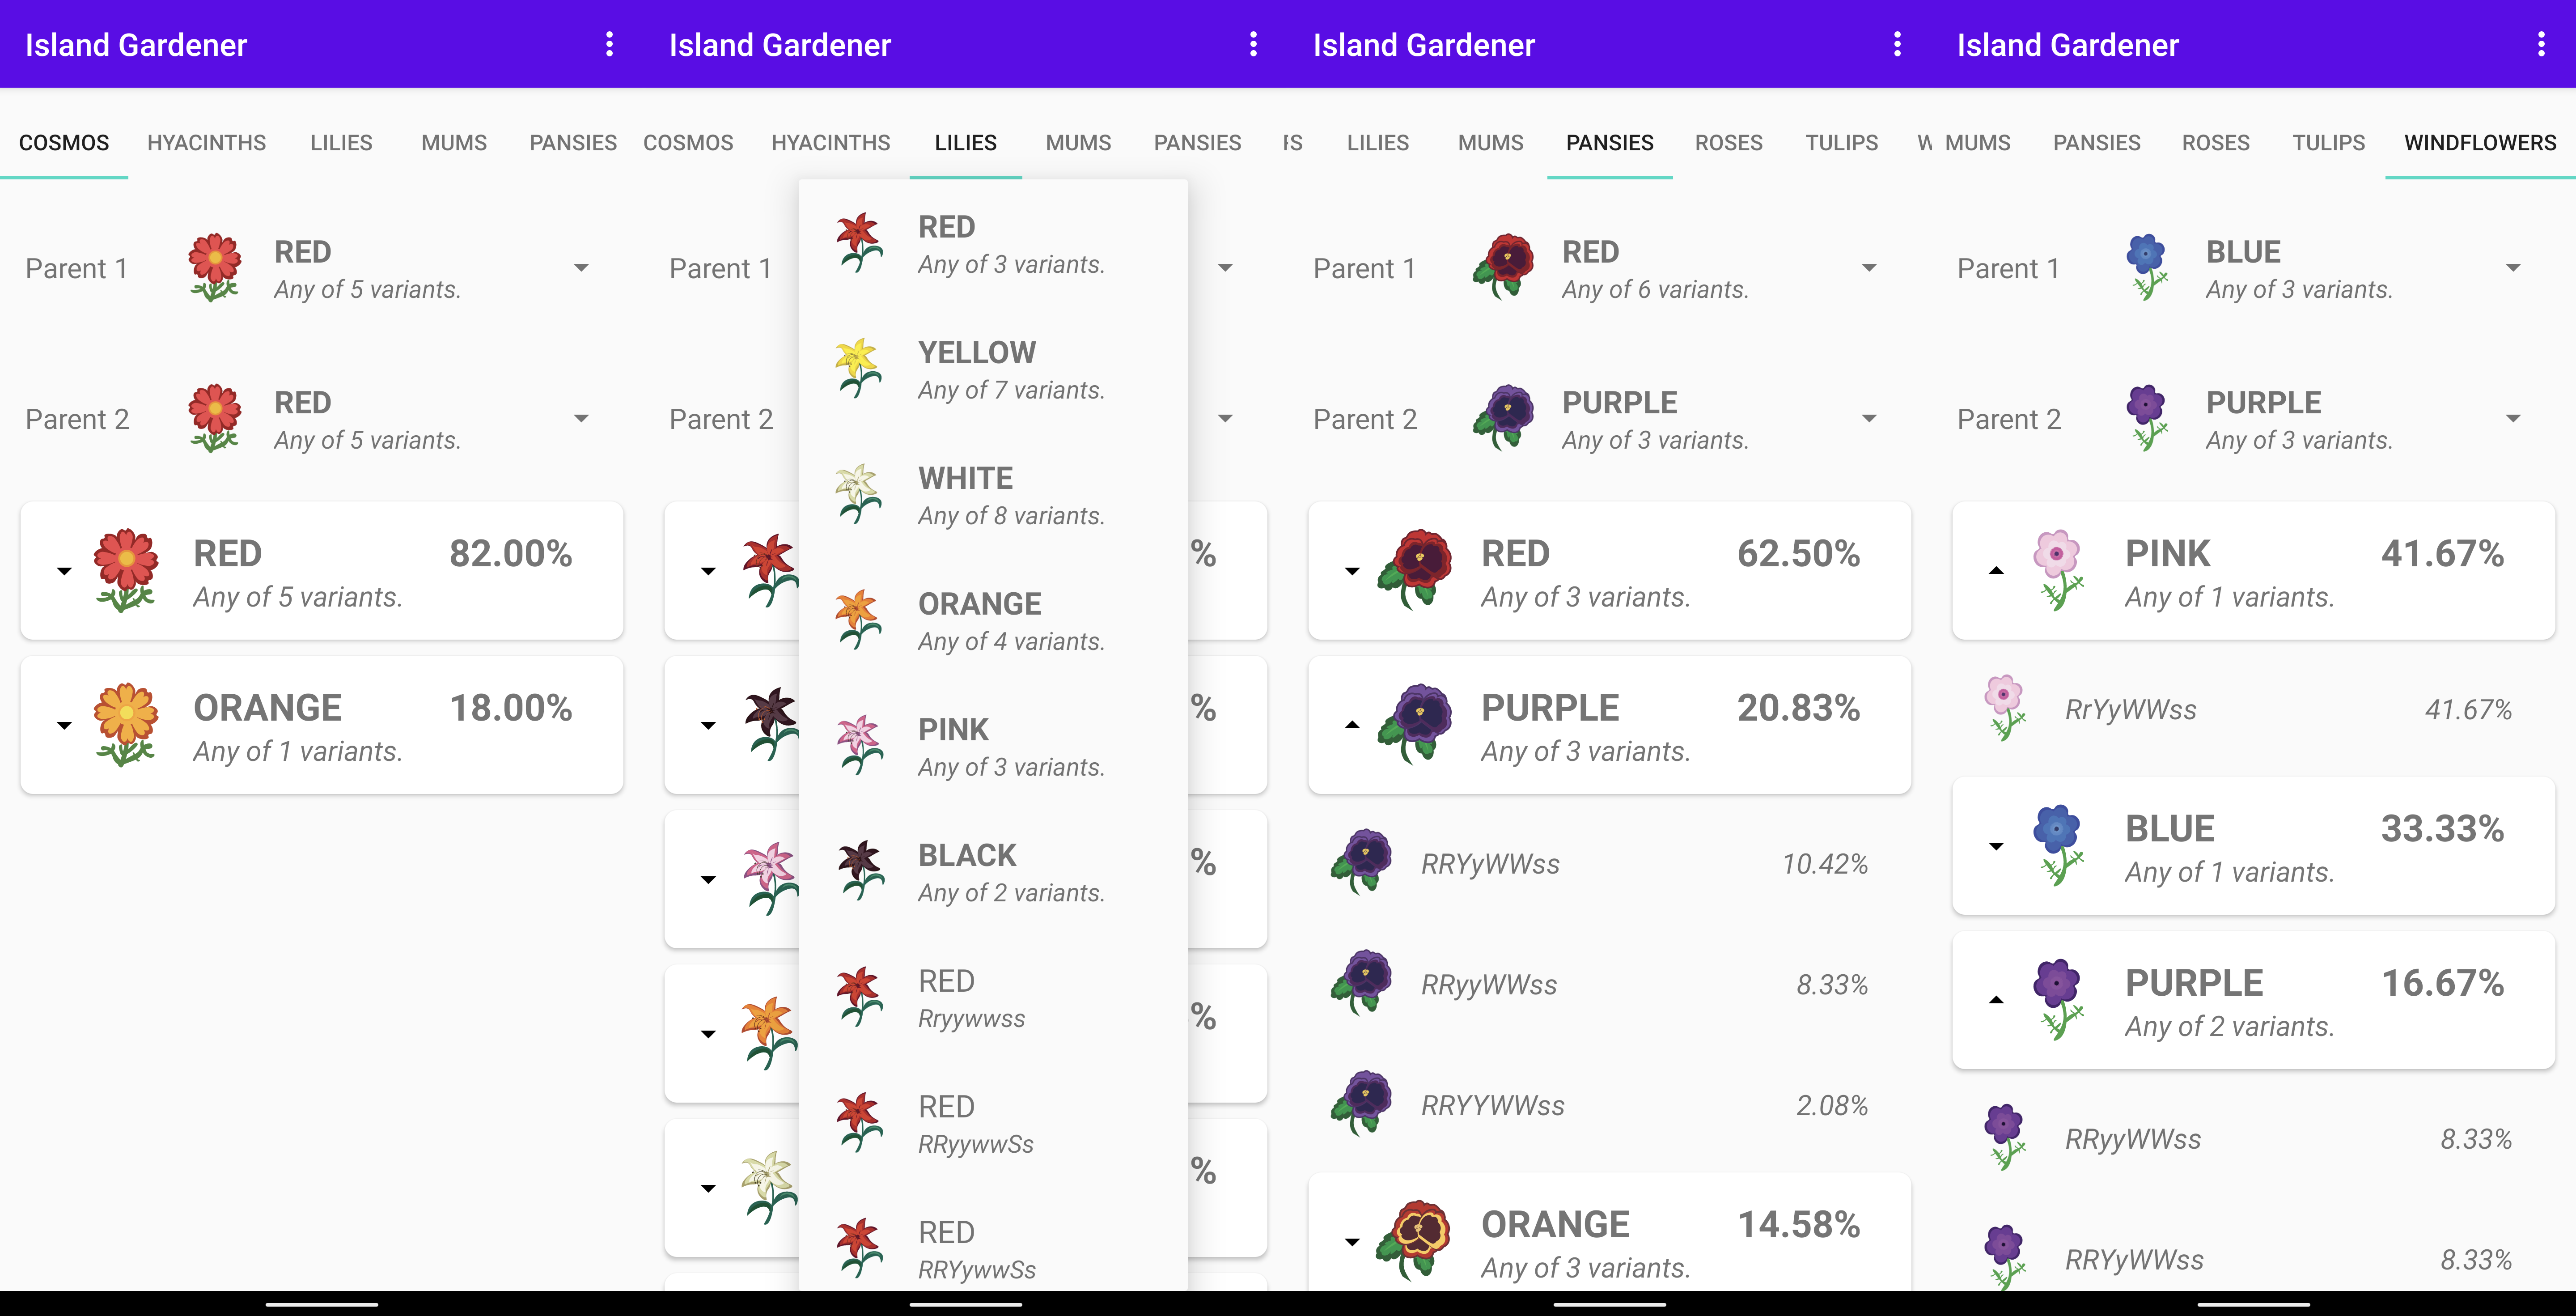 Island Gardener
COSMOS HYACINTHS LILIES MUMS PANSIES
Parent 1
RED
Any of 5 variants.
Parent 2
RED
Any of 5 variants.
RED 82.00%
Any of 5 variants.
ORANGE 18.00%
Any of 1 variants.
Island Gardener
COSMOS HYACINTHS LILIES MUMS PANSIES
Parent 1
Parent 2
RED
Any of 3 variants.
YELLOW
Any of 7 variants.
WHITE
Any of 8 variants.
%
ORANGE
Any of 4 variants.
%
PINK
Any of 3 variants.
%
BLACK
Any of 2 variants.
RED
Rryywwss
%
RED
RRyywwSs
%
RED
RRYywwSs
Island Gardener
LILIES MUMS PANSIES ROSES TULIPS
Parent 1
RED
Any of 6 variants.
Parent 2
PURPLE
Any of 3 variants.
RED 62.50%
Any of 3 variants.
PURPLE 20.83%
Any of 3 variants.
RRYyWWss 10.42%
RRyyWWss 8.33%
RRYYWWss 2.08%
ORANGE 14.58%
Any of 3 variants.
Island Gardener
MUMS PANSIES ROSES TULIPS WINDFLOWERS
Parent 1
BLUE
Any of 3 variants.
Parent 2
PURPLE
Any of 3 variants.
PINK 41.67%
Any of 1 variants.
RrYyWWss 41.67%
BLUE 33.33%
Any of 1 variants.
PURPLE 16.67%
Any of 2 variants.
RRyyWWss 8.33%
RRYyWWss 8.33%